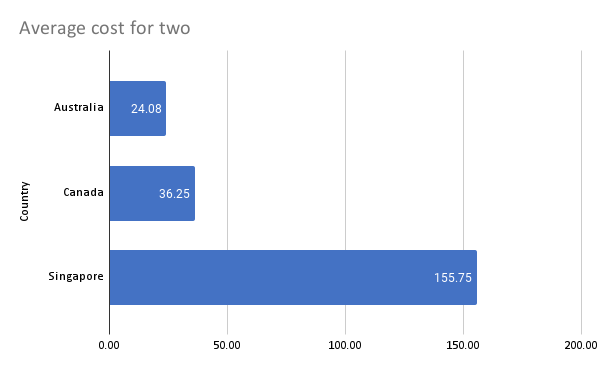 Average cost for two
Country
Australia
24.08
Canada
36.25
Singapore
155.75
0.00
50.00
100.00
150.00
200.00